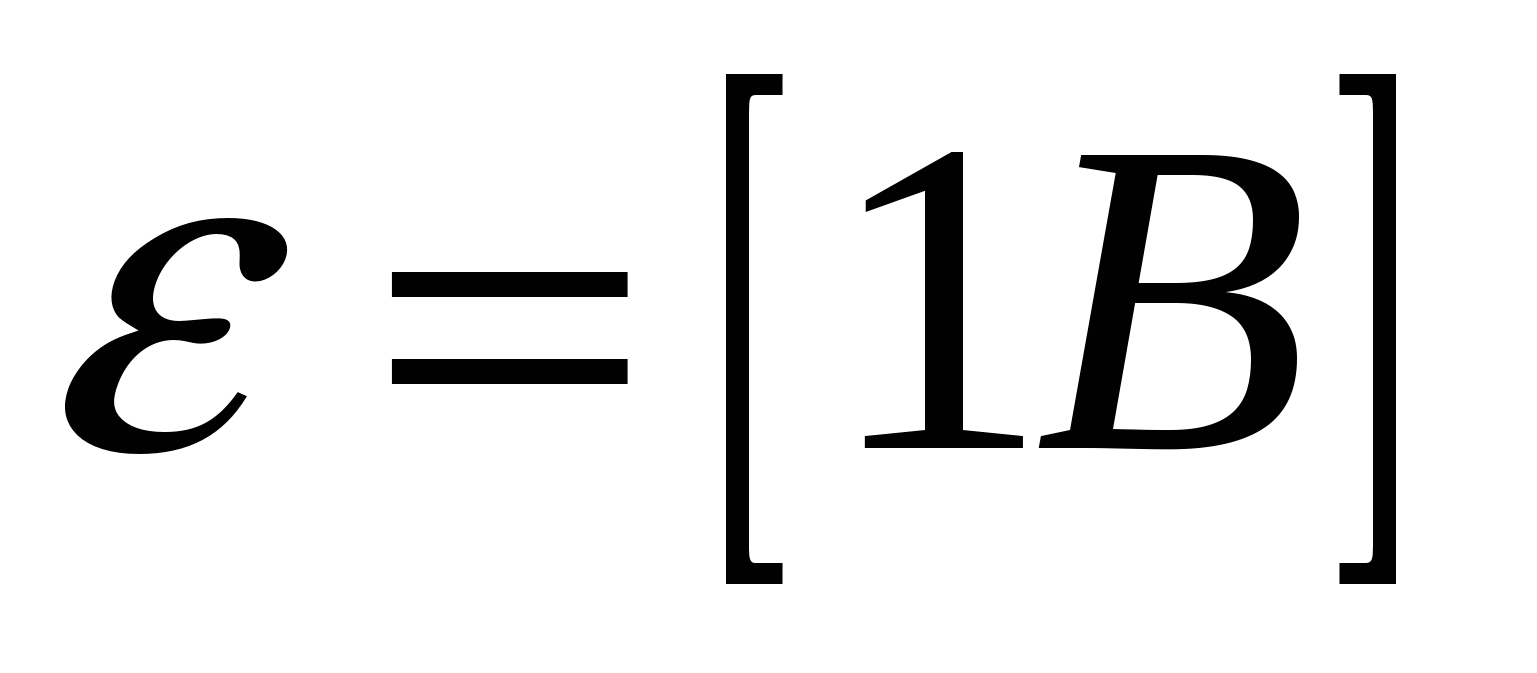 ε = [1B]